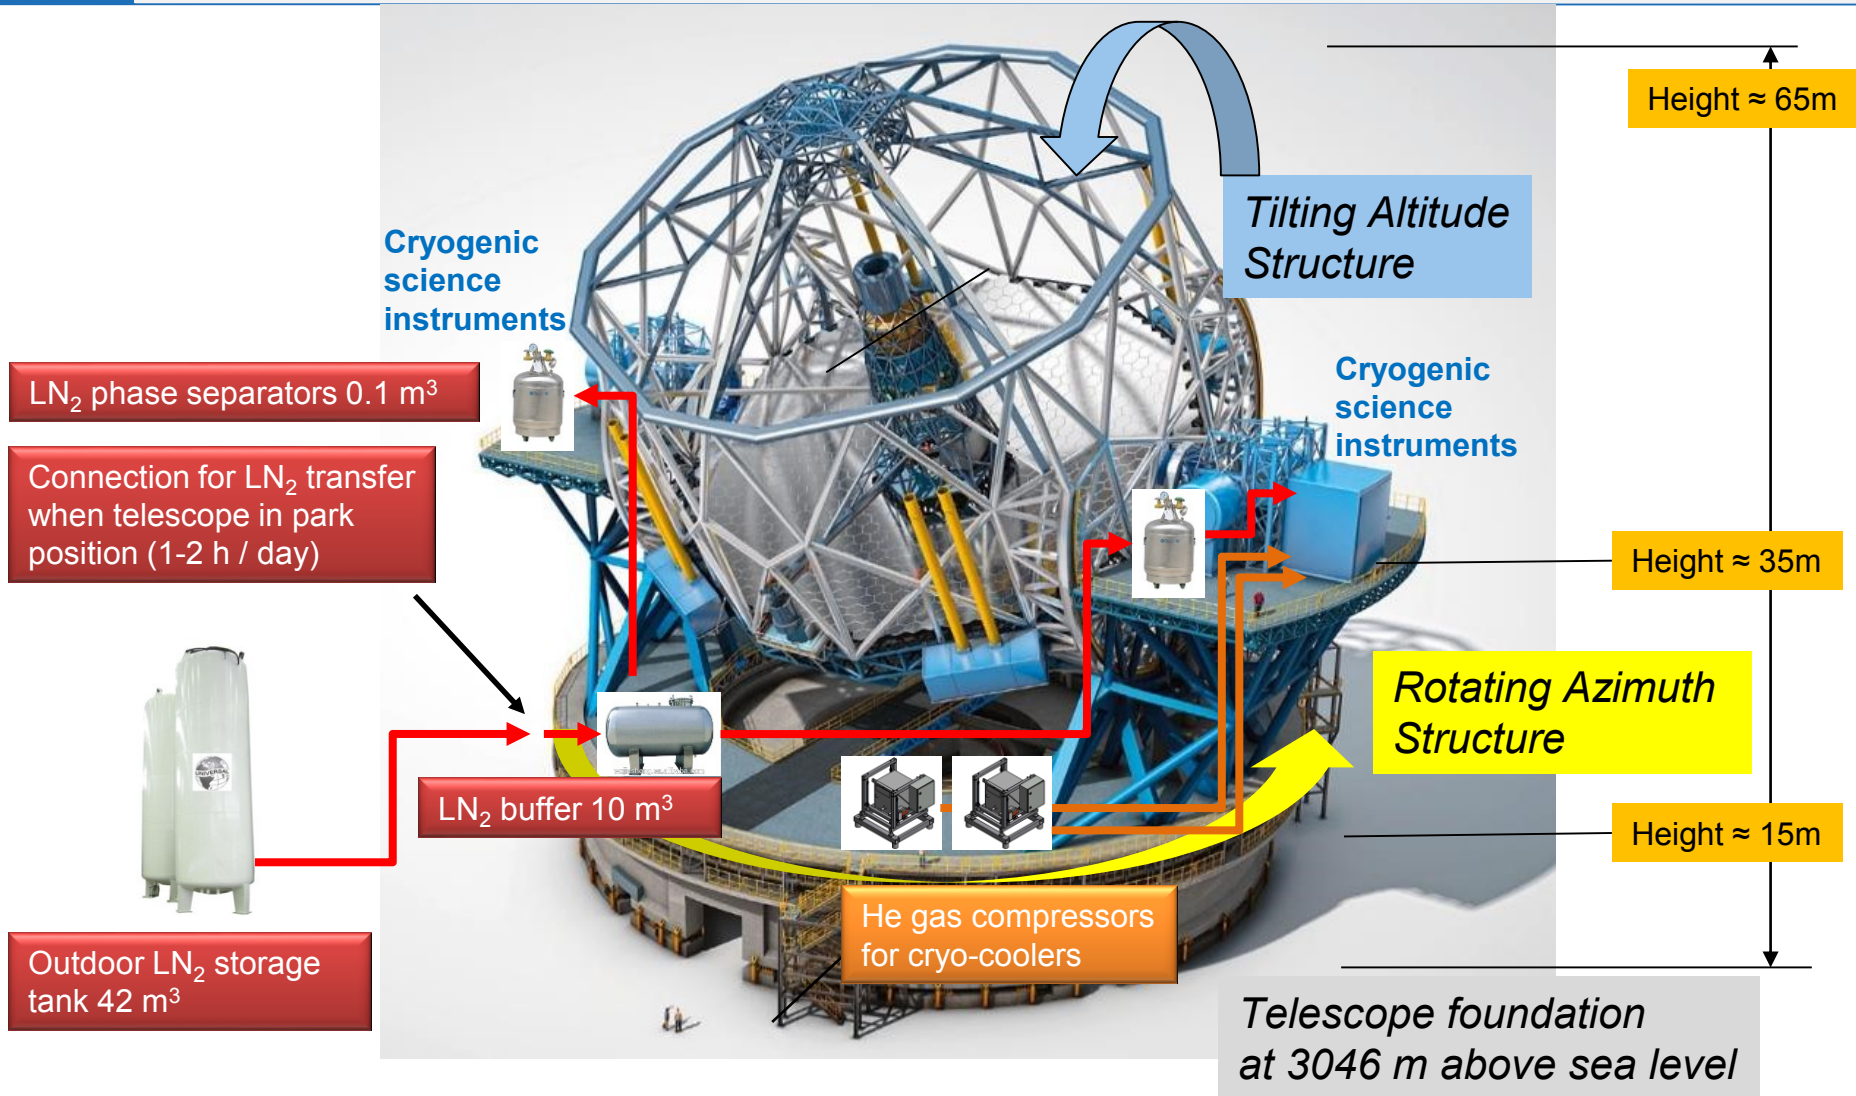 Height ≈ 65m
Tilting Altitude
Structure
Cryogenic
science
instruments
LN₂ phase separators 0.1 m³
Cryogenic
science
instruments
Connection for LN₂ transfer
when telescope in park
position (1-2 h / day)
Height ≈ 35m
Rotating Azimuth
Structure
UNIVERSAL
LN₂ buffer 10 m³
Height ≈ 15m
He gas compressors
for cryo-coolers
Outdoor LN₂ storage
tank 42 m³
Telescope foundation
at 3046 m above sea level